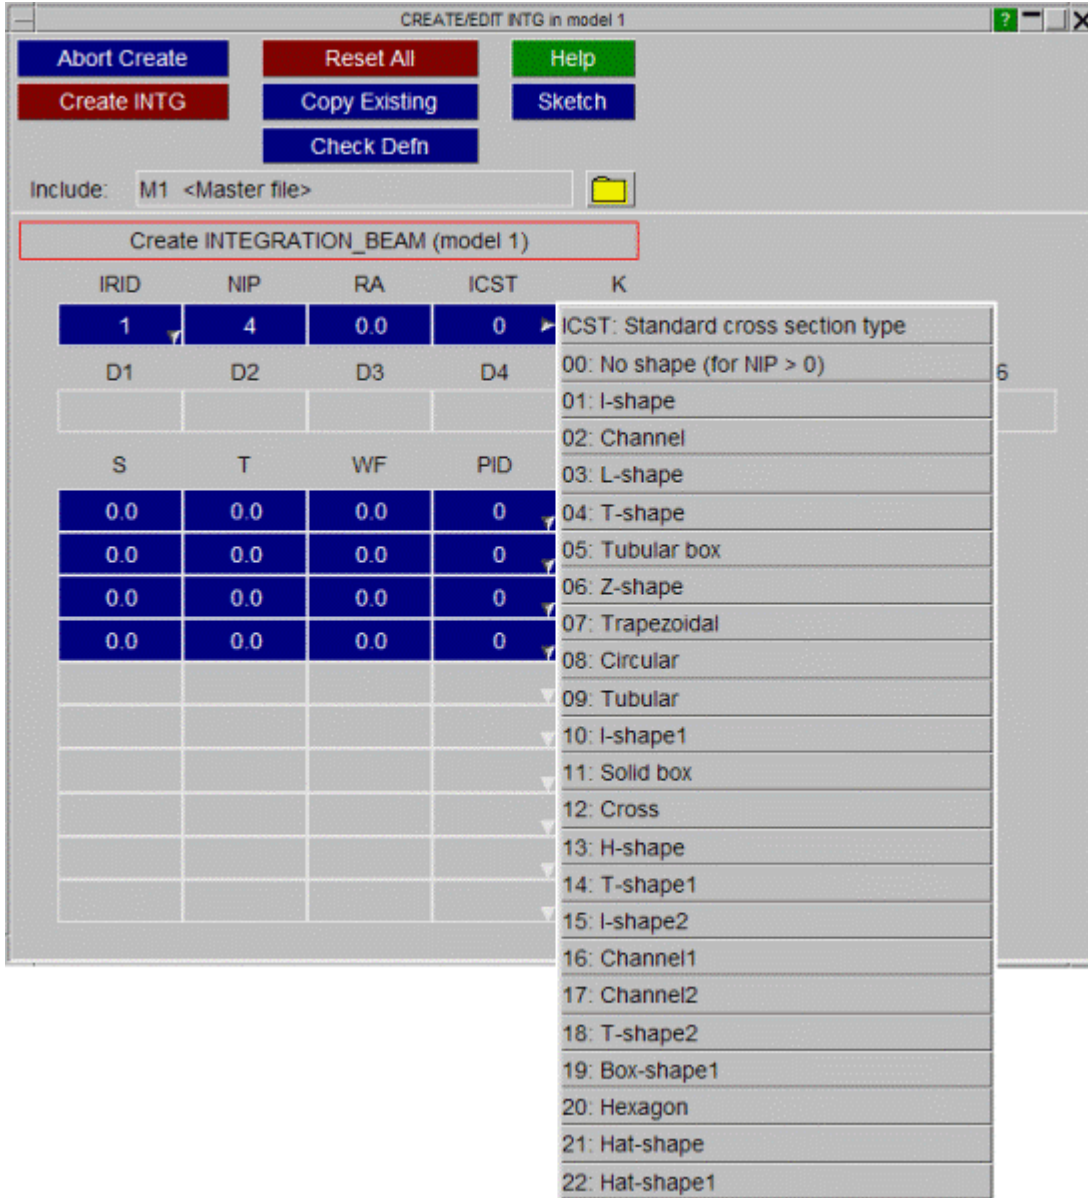 CREATE/EDIT INTG in model 1 ?
Abort Create Reset All Help
Create INTG Copy Existing Sketch
Check Defn
Include: M1 <Master file>
Create INTEGRATION_BEAM (model 1)
IRID NIP RA ICST K
1 4 0.0 0
D1 D2 D3 D4 6
S T WF PID
0.0 0.0 0.0 0
0.0 0.0 0.0 0
0.0 0.0 0.0 0
0.0 0.0 0.0 0
ICST: Standard cross section type
00: No shape (for NIP > 0)
01: I-shape
02: Channel
03: L-shape
04: T-shape
05: Tubular box
06: Z-shape
07: Trapezoidal
08: Circular
09: Tubular
10: I-shape1
11: Solid box
12: Cross
13: H-shape
14: T-shape1
15: I-shape2
16: Channel1
17: Channel2
18: T-shape2
19: Box-shape1
20: Hexagon
21: Hat-shape
22: Hat-shape1